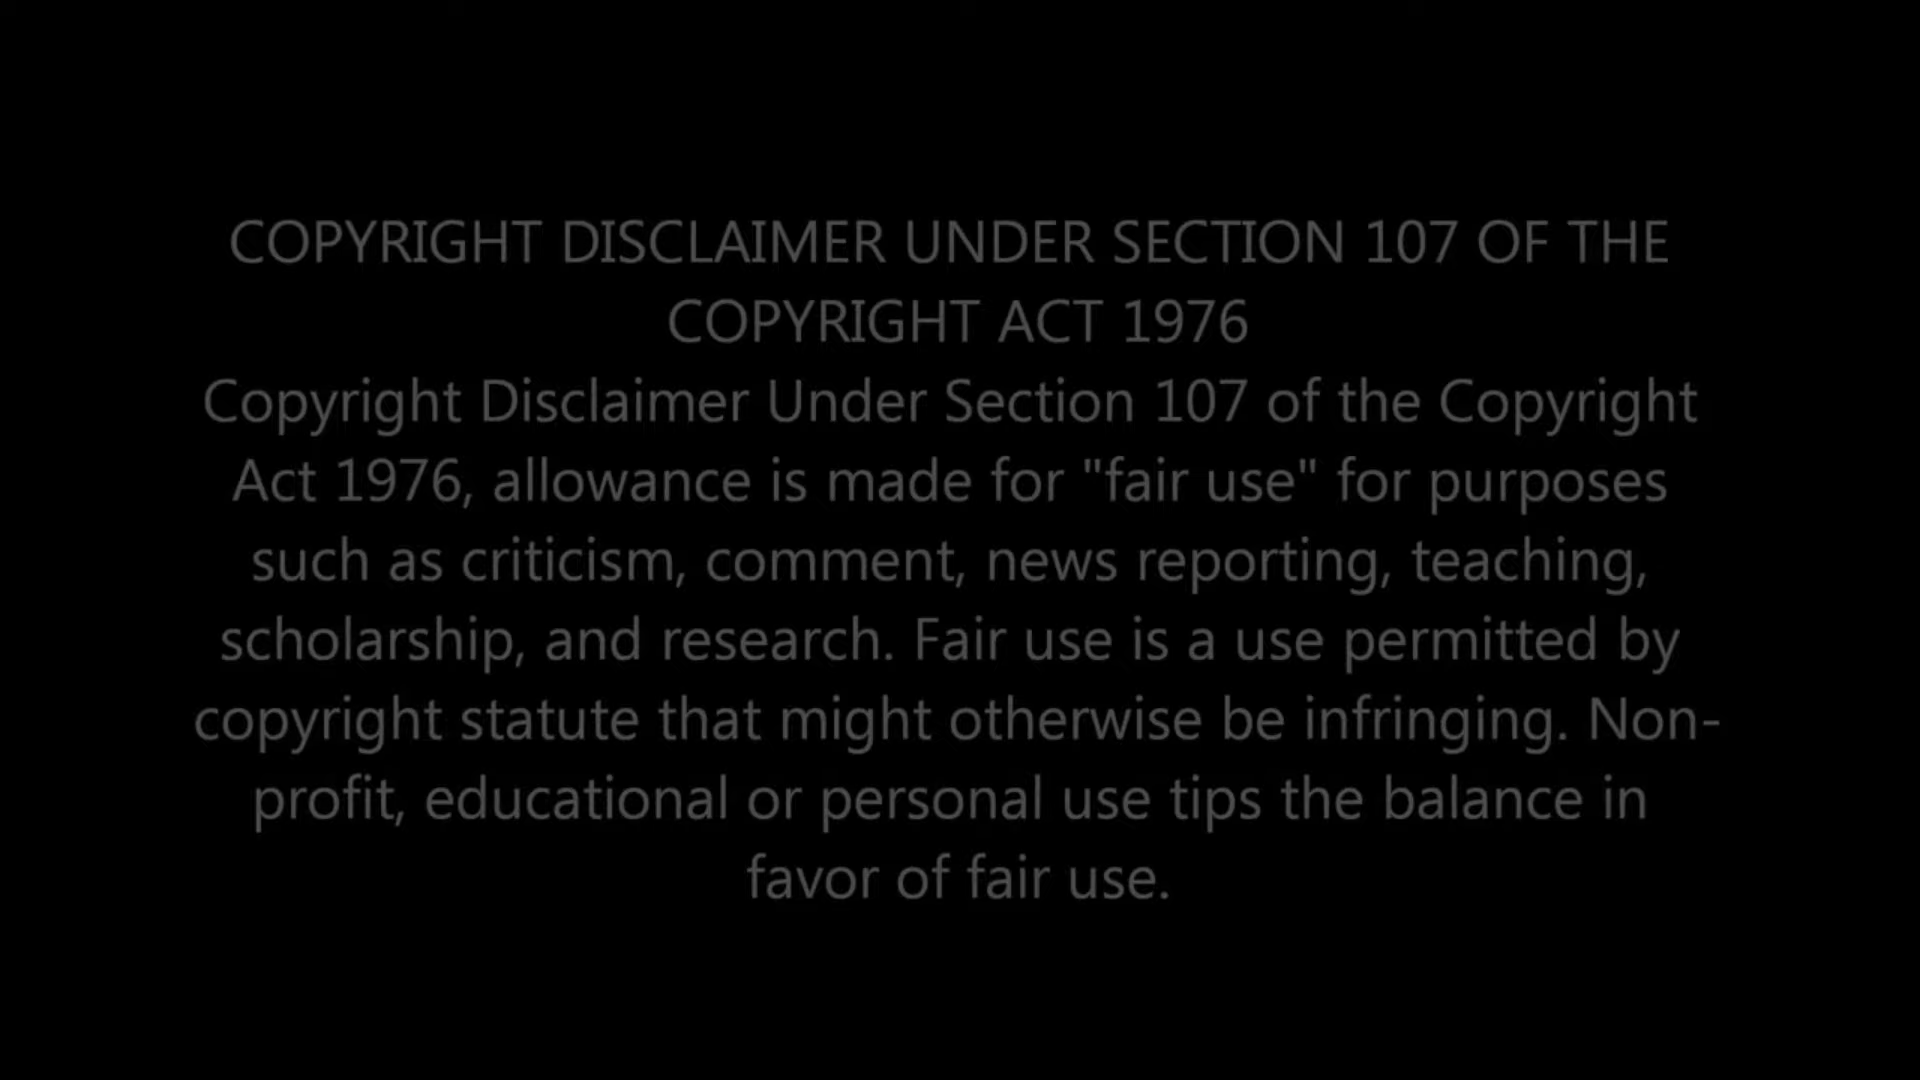 COPYRIGHT DISCLAIMER UNDER SECTION 107 OF THE
COPYRIGHT ACT 1976
Copyright Disclaimer Under Section 107 of the Copyright
Act 1976, allowance is made for "fair use" for purposes
such as criticism, comment, news reporting, teaching,
scholarship, and research. Fair use is a use permitted by
copyright statute that might otherwise be infringing. Non-
profit, educational or personal use tips the balance in
favor of fair use.